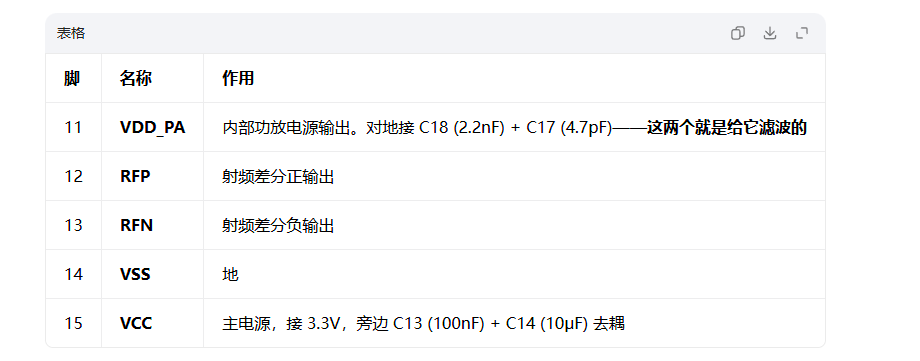 表格
脚 名称 作用
11 VDD_PA 内部功放电源输出。对地接 C18 (2.2nF) + C17 (4.7pF)——这两个就是给它滤波的
12 RFP 射频差分正输出
13 RFN 射频差分负输出
14 VSS 地
15 VCC 主电源，接 3.3V，旁边 C13 (100nF) + C14 (10μF) 去耦